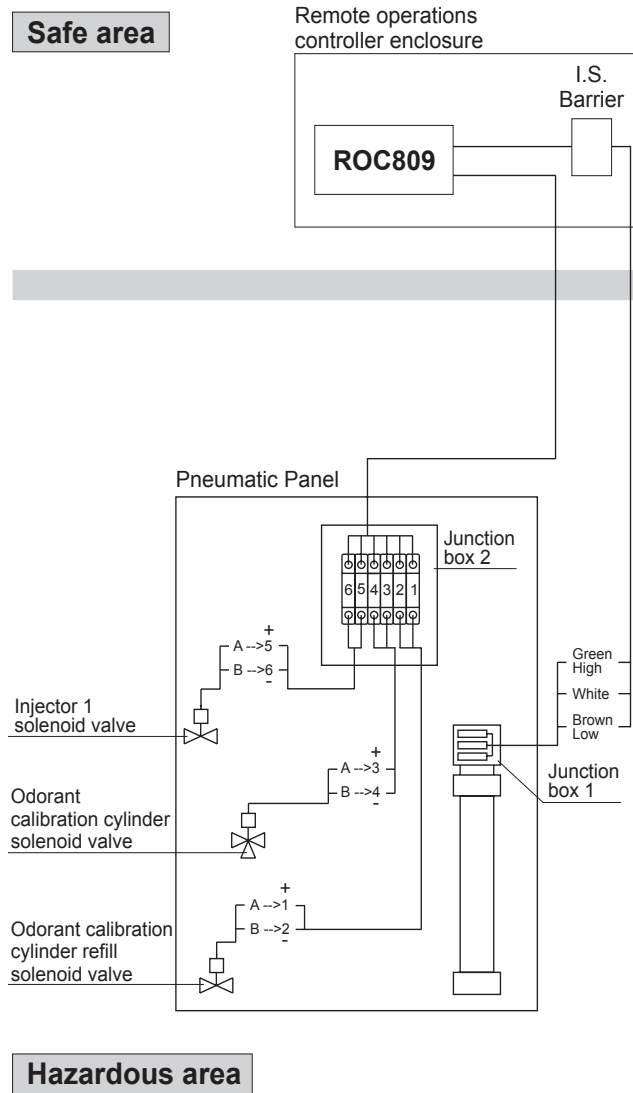 Safe area
Remote operations
controller enclosure
I.S.
Barrier
ROC809
Pneumatic Panel
Junction
box 2
6 5 4 3 2 1
+
A -->5
B -->6
-
Injector 1
solenoid valve
Green
High
White
Brown
Low
+
A -->3
B -->4
-
Junction
box 1
Odorant
calibration cylinder
solenoid valve
+
A -->1
B -->2
-
Odorant calibration
cylinder refill
solenoid valve
Hazardous area